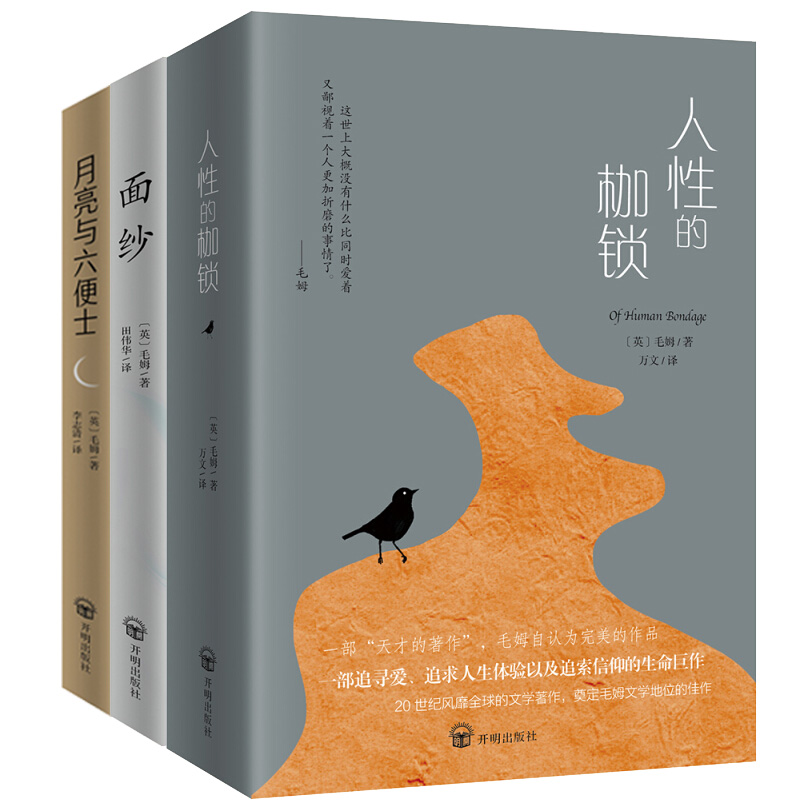 月亮与六便士
〔英〕毛姆/著
李志清/译
开明出版社
面纱
〔英〕毛姆/著
田伟华/译
开明出版社
人性的枷锁
〔英〕毛姆/著
万文/译
开明出版社
这世上大概没有什么比同时爱着
又鄙视着一个人更加折磨的事情了。
——毛姆
人性的
枷锁
Of Human Bondage
〔英〕毛姆/著
万文/译
一部“天才的著作”，毛姆自认为完美的作品
一部追寻爱、追求人生体验以及追索信仰的生命巨作
20世纪风靡全球的文学著作，奠定毛姆文学地位的佳作
开明出版社